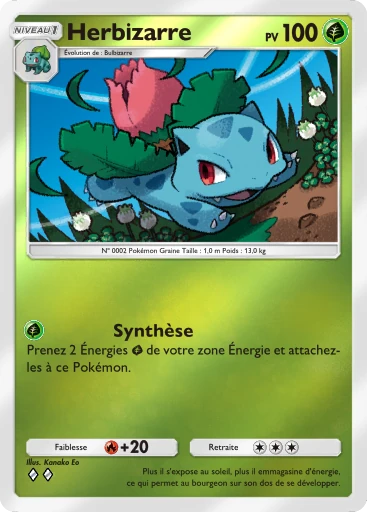 NIVEAU 1
Herbizarre
PV 100
Évolution de : Bulbizarre
N° 0002 Pokémon Graine Taille : 1,0 m Poids : 13,0 kg
Synthèse
Prenez 2 Énergies de votre zone Énergie et attachez-
les à ce Pokémon.
Faiblesse +20
Retraite
Illus. Kanako Eo
Plus il s'expose au soleil, plus il emmagasine d'énergie,
ce qui permet au bourgeon sur son dos de se développer.